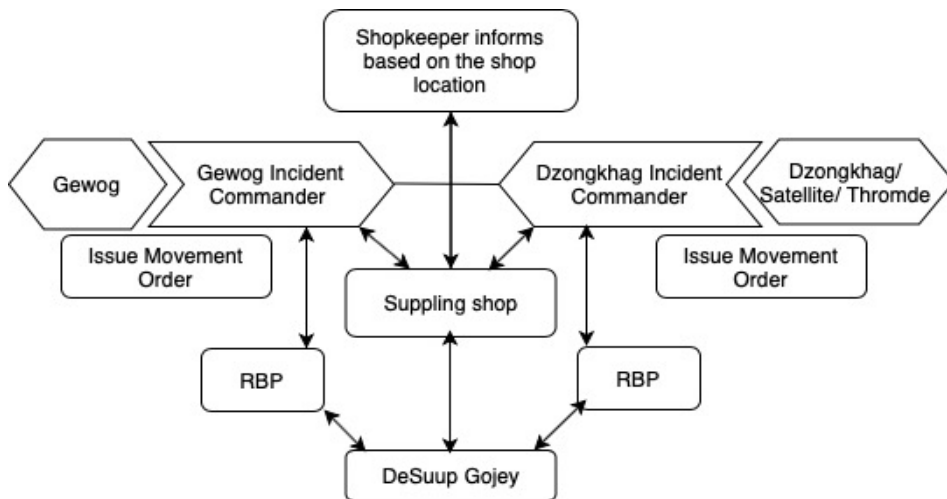 Shopkeeper informs
based on the shop
location
Gewog
Gewog Incident
Commander
Dzongkhag Incident
Commander
Dzongkhag/
Satellite/ Thromde
Issue Movement
Order
Issue Movement
Order
Suppling shop
RBP
RBP
DeSuup Gojey